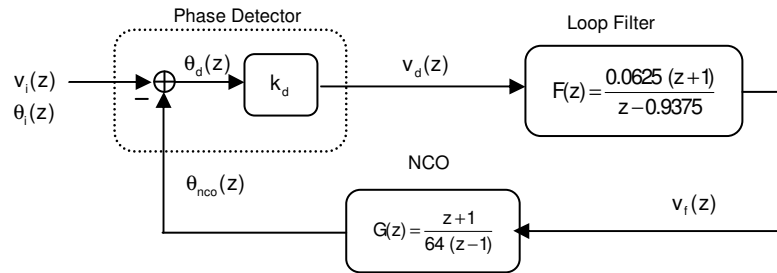 Phase Detector
Loop Filter
v_i(z)
θ_i(z)
−
θ_d(z)
k_d
v_d(z)
F(z) = 0.0625 (z+1) / z−0.9375
θ_nco(z)
NCO
G(z) = z+1 / 64 (z−1)
v_f(z)